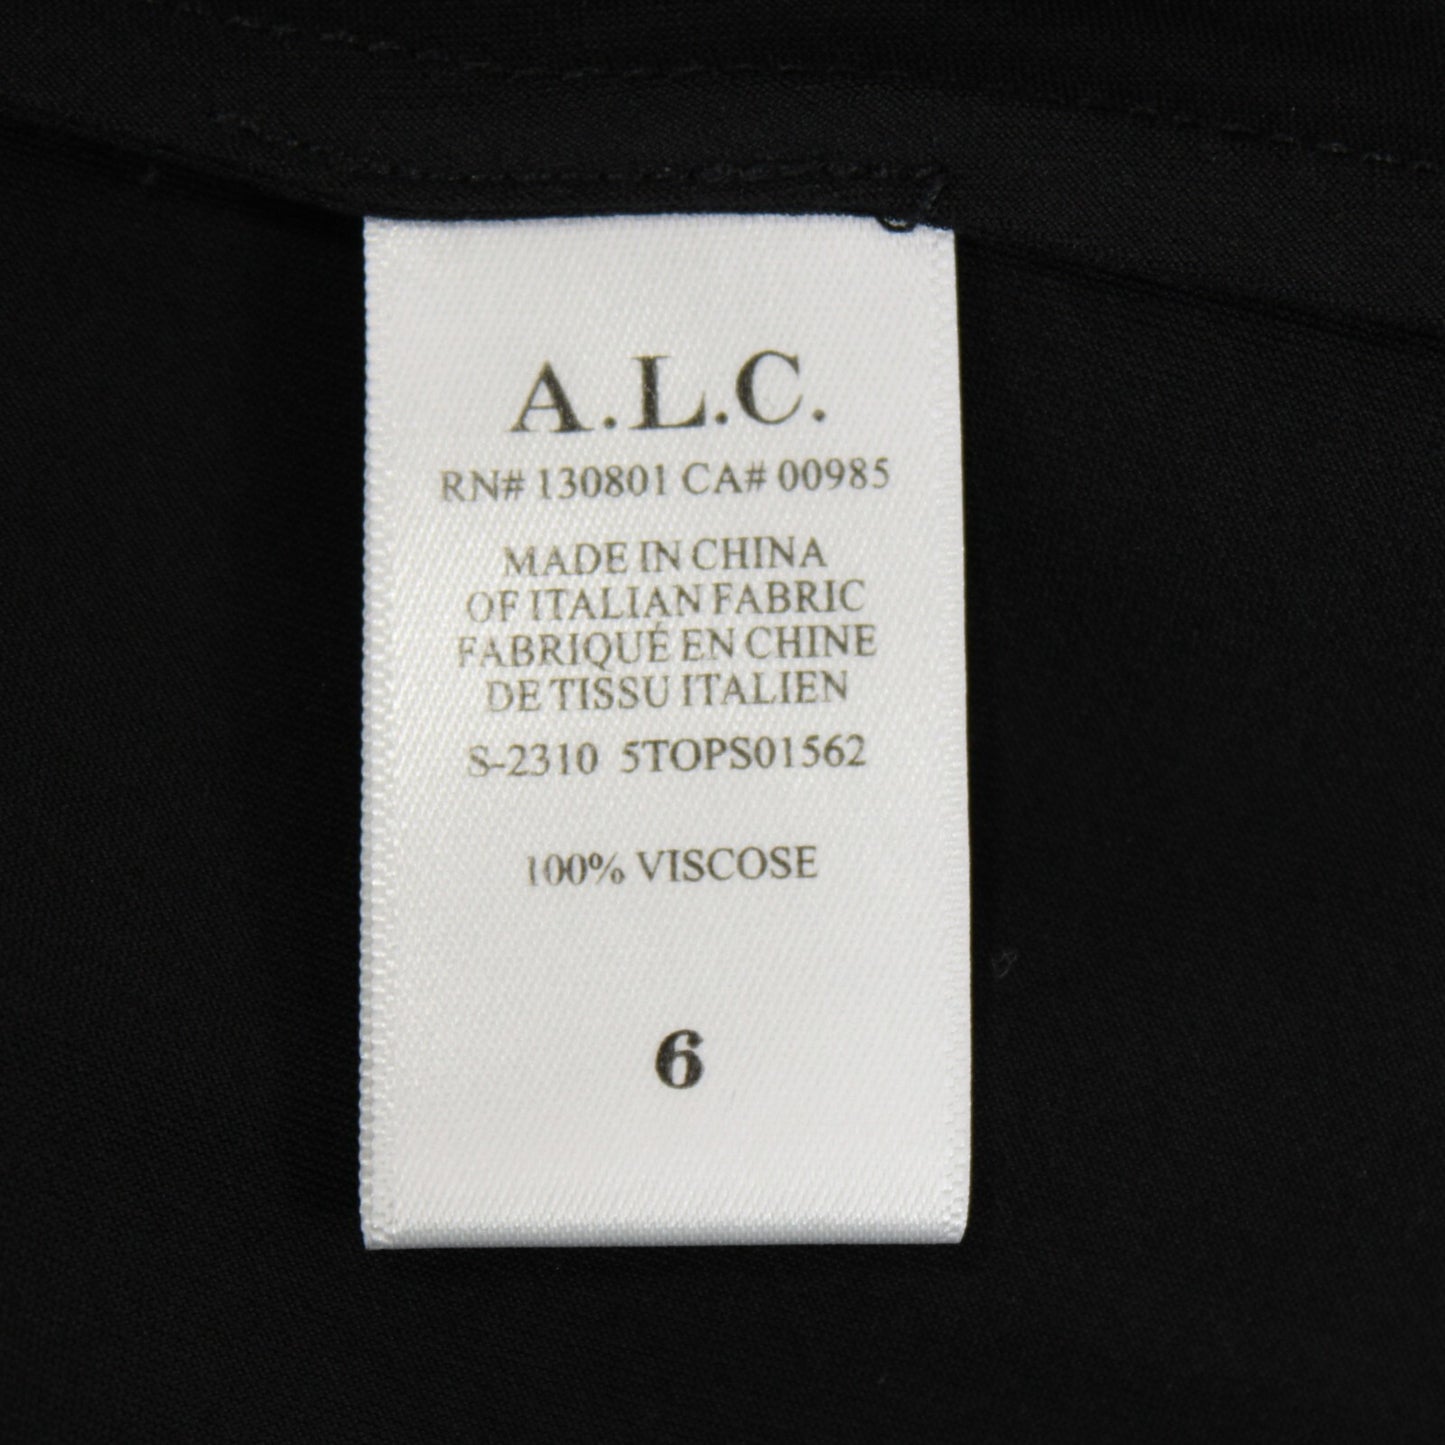 A.L.C.
RN# 130801 CA# 00985
MADE IN CHINA
OF ITALIAN FABRIC
FABRIQUÉ EN CHINE
DE TISSU ITALIEN
S-2310 5TOPS01562
100% VISCOSE
6